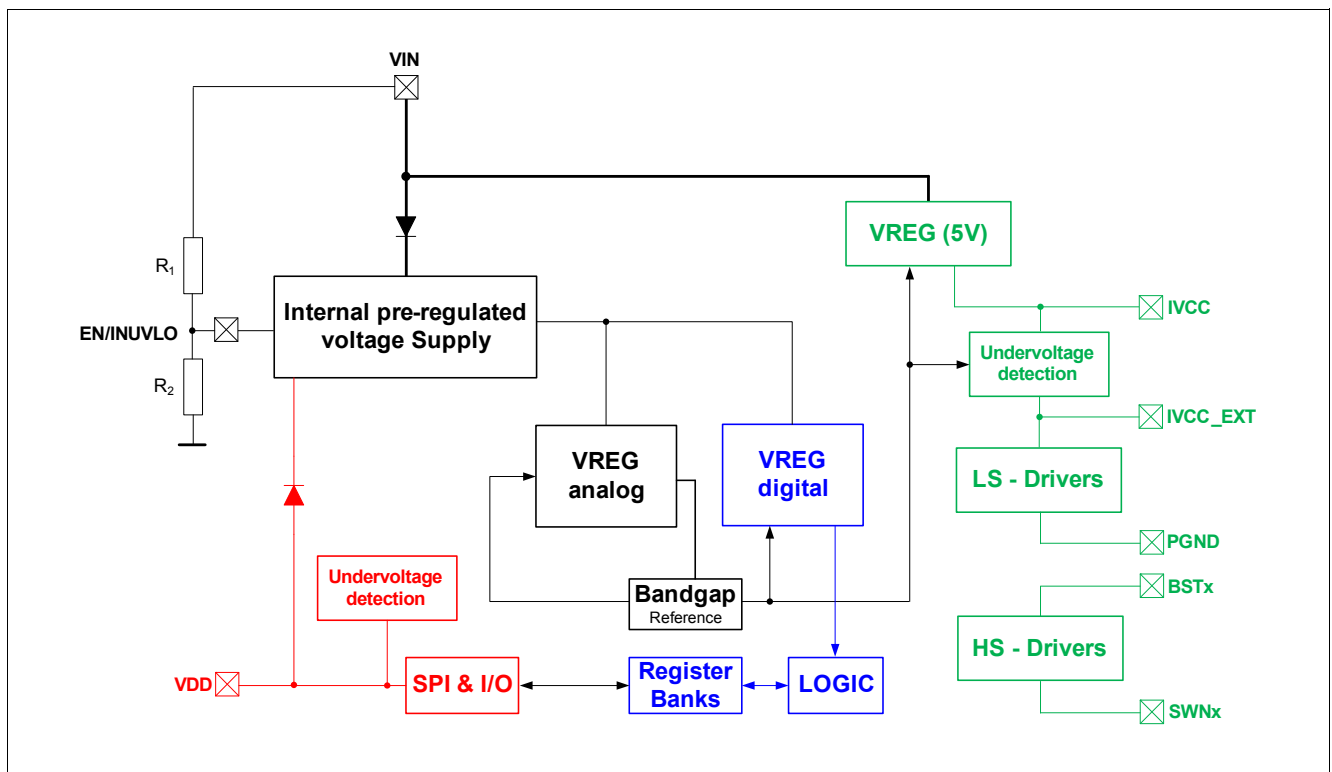 VIN
VREG (5V)
R1
Internal pre-regulated
voltage Supply
IVCC
EN/INUVLO
Undervoltage
detection
R2
IVCC_EXT
VREG
analog
VREG
digital
LS - Drivers
PGND
Undervoltage
detection
Bandgap
Reference
BSTx
HS - Drivers
VDD
SPI & I/O
Register
Banks
LOGIC
SWNx